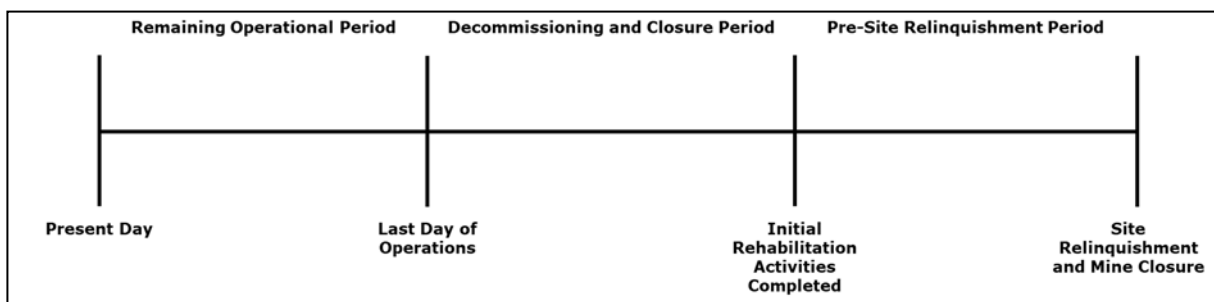 Remaining Operational Period
Decommissioning and Closure Period
Pre-Site Relinquishment Period
Present Day
Last Day of
Operations
Initial
Rehabilitation
Activities
Completed
Site
Relinquishment
and Mine Closure